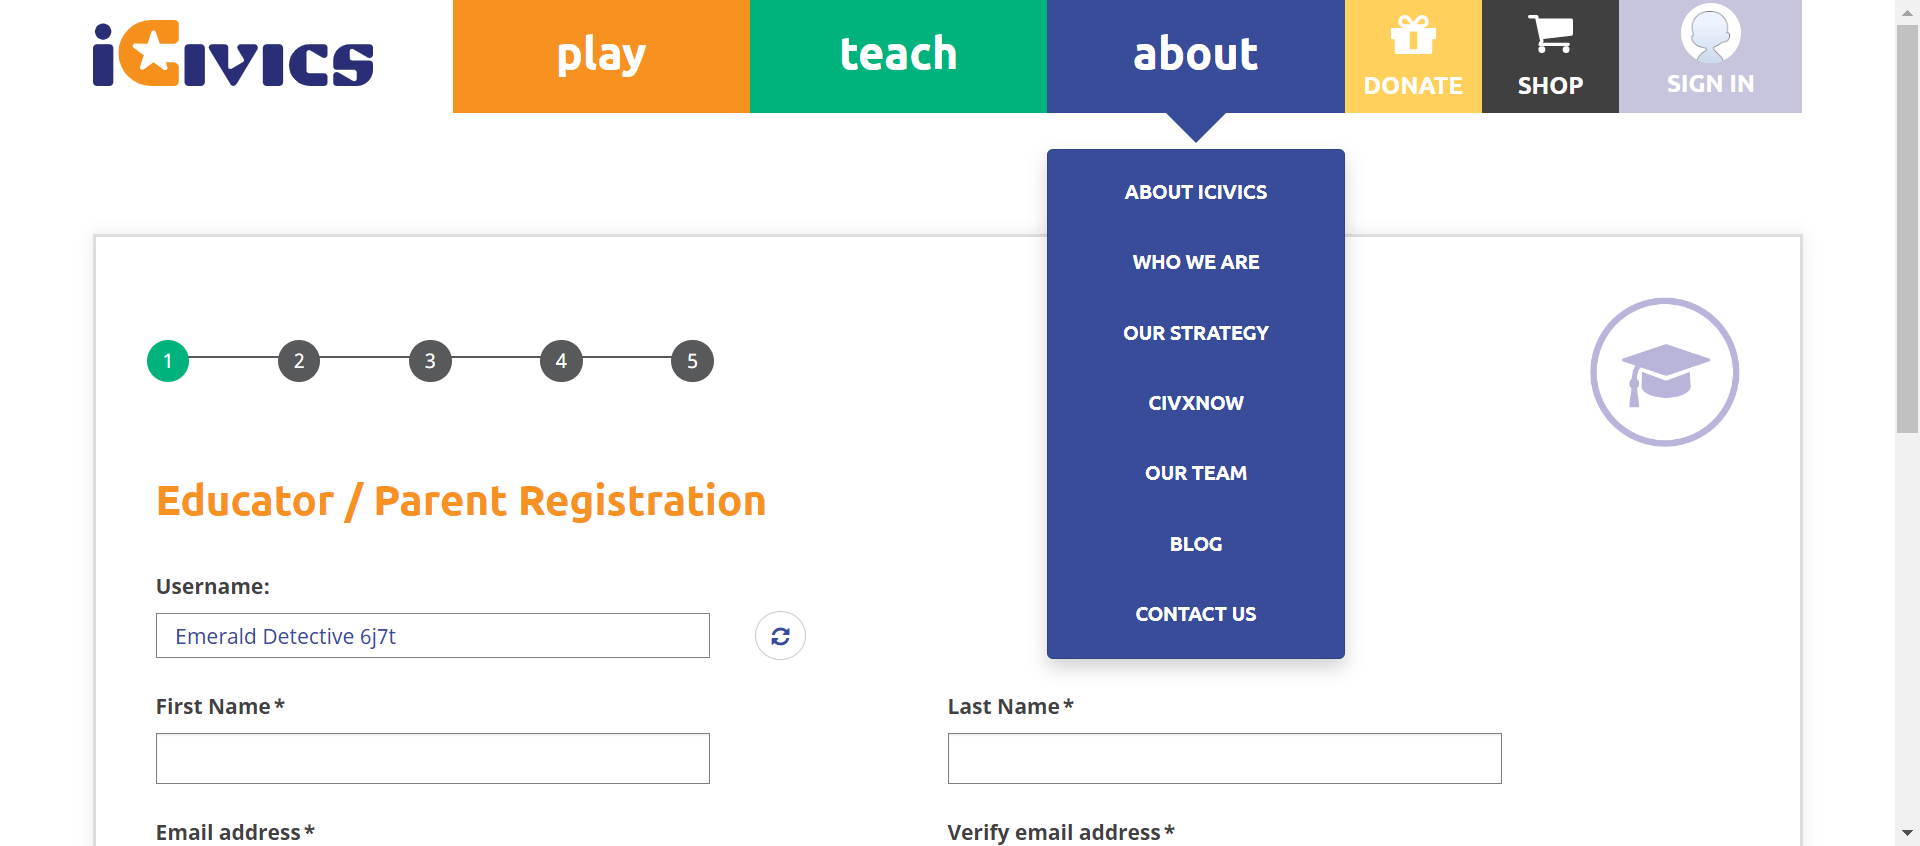 iCivics
play
teach
about
DONATE
SHOP
SIGN IN
ABOUT ICIVICS
WHO WE ARE
OUR STRATEGY
CIVXNOW
OUR TEAM
BLOG
CONTACT US
1 2 3 4 5
Educator / Parent Registration
Username:
Emerald Detective 6j7t
First Name*
Last Name*
Email address*
Verify email address*